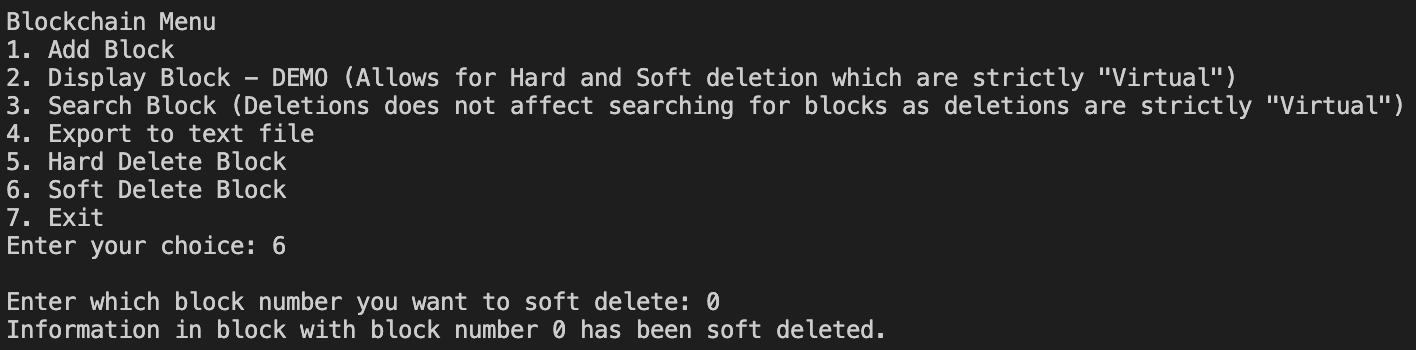 Blockchain Menu
1. Add Block
2. Display Block – DEMO (Allows for Hard and Soft deletion which are strictly "Virtual")
3. Search Block (Deletions does not affect searching for blocks as deletions are strictly "Virtual")
4. Export to text file
5. Hard Delete Block
6. Soft Delete Block
7. Exit
Enter your choice: 6
Enter which block number you want to soft delete: 0
Information in block with block number 0 has been soft deleted.